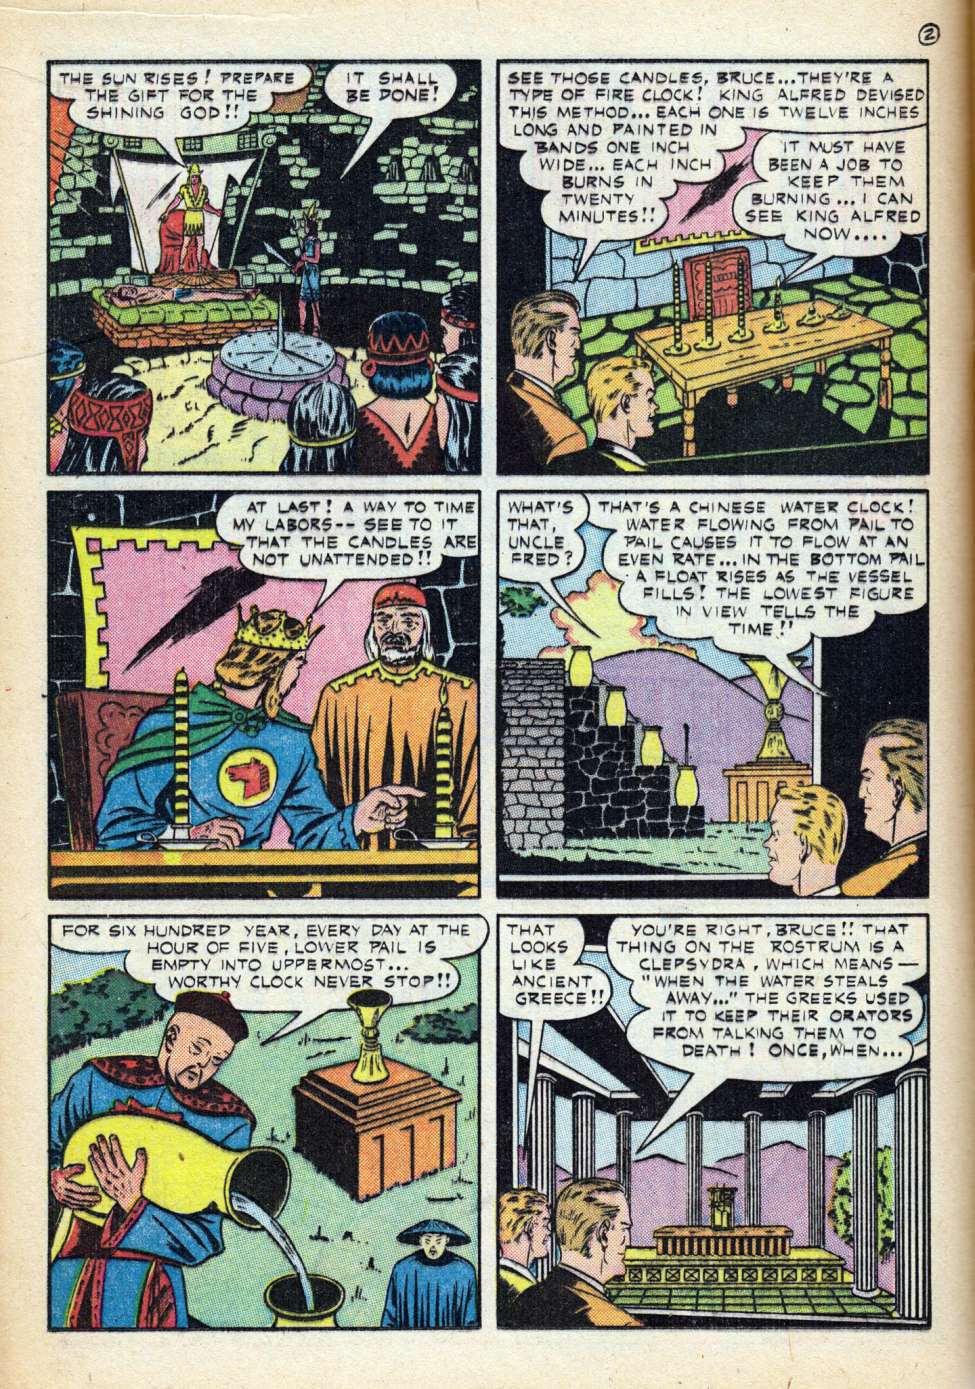 2
THE SUN RISES! PREPARE
THE GIFT FOR THE
SHINING GOD!!
IT SHALL
BE DONE!
SEE THOSE CANDLES, BRUCE...THEY'RE A
TYPE OF FIRE CLOCK! KING ALFRED DEVISED
THIS METHOD... EACH ONE IS TWELVE INCHES
LONG AND PAINTED IN
BANDS ONE INCH
WIDE... EACH INCH
BURNS IN
TWENTY
MINUTES!!
IT MUST HAVE
BEEN A JOB TO
KEEP THEM
BURNING... I CAN
SEE KING ALFRED
NOW....
AT LAST! A WAY TO TIME
MY LABORS-- SEE TO IT
THAT THE CANDLES ARE
NOT UNATTENDED!!
WHAT'S
THAT,
UNCLE
FRED?
THAT'S A CHINESE WATER CLOCK!
WATER FLOWING FROM PAIL TO
PAIL CAUSES IT TO FLOW AT AN
EVEN RATE... IN THE BOTTOM PAIL
A FLOAT RISES AS THE VESSEL
FILLS! THE LOWEST FIGURE
IN VIEW TELLS THE
TIME!"
FOR SIX HUNDRED YEAR, EVERY DAY AT THE
HOUR OF FIVE, LOWER PAIL IS
EMPTY INTO UPPERMOST...
WORTHY CLOCK NEVER STOP!!
THAT
LOOKS
LIKE
ANCIENT
GREECE!!
YOU'RE RIGHT, BRUCE!! THAT
THING ON THE ROSTRUM IS A
CLEPSYDRA, WHICH MEANS—
"WHEN THE WATER STEALS
AWAY..." THE GREEKS USED
IT TO KEEP THEIR ORATORS
FROM TALKING THEM TO
DEATH! ONCE, WHEN...